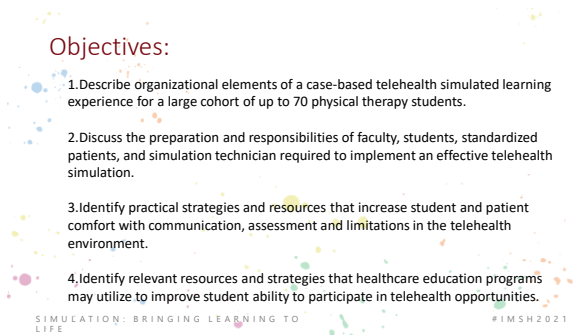 Objectives:
1.Describe organizational elements of a case-based telehealth simulated learning
experience for a large cohort of up to 70 physical therapy students.
2.Discuss the preparation and responsibilities of faculty, students, standardized
patients, and simulation technician required to implement an effective telehealth
simulation.
3.Identify practical strategies and resources that increase student and patient
comfort with communication, assessment and limitations in the telehealth
environment.
4.Identify relevant resources and strategies that healthcare education programs
may utilize to improve student ability to participate in telehealth opportunities.
SIMULATION: BRINGING LEARNING TO
LIFE
#IMSH2021